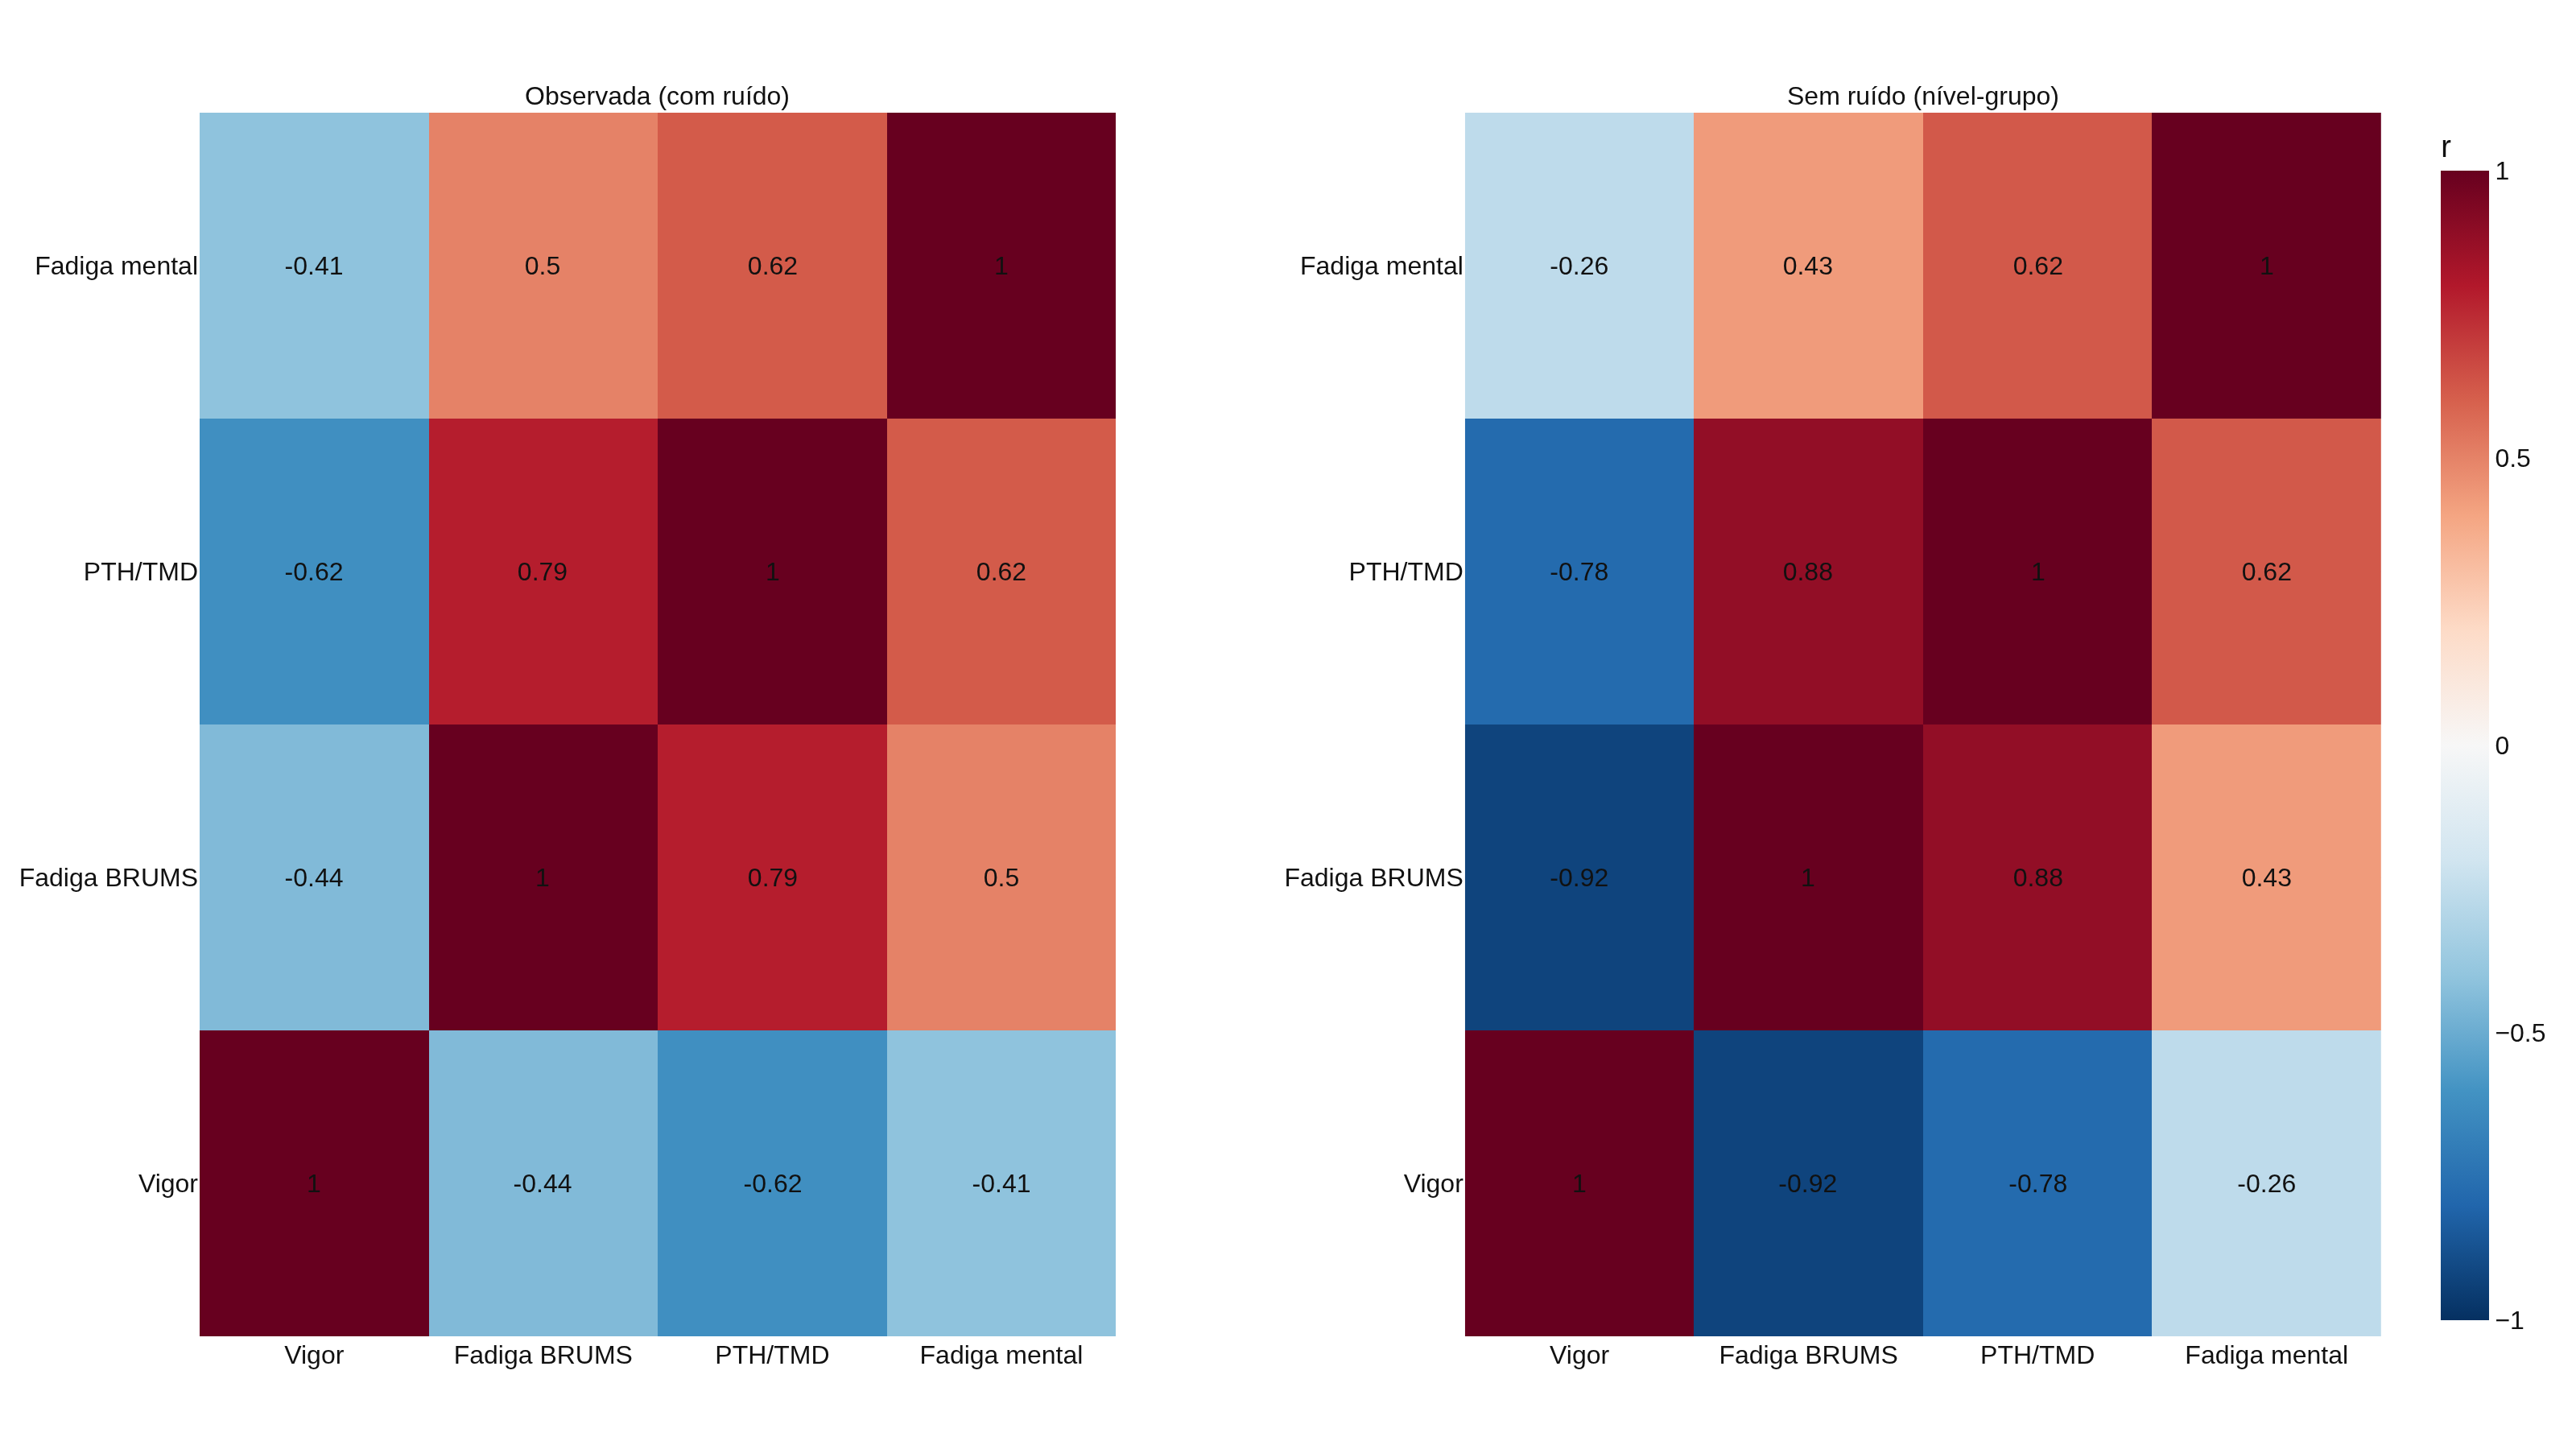 Observada (com ruído)
Fadiga mental -0.41 0.5 0.62 1
PTH/TMD -0.62 0.79 1 0.62
Fadiga BRUMS -0.44 1 0.79 0.5
Vigor 1 -0.44 -0.62 -0.41
Vigor Fadiga BRUMS PTH/TMD Fadiga mental
Sem ruído (nível-grupo)
Fadiga mental -0.26 0.43 0.62 1
PTH/TMD -0.78 0.88 1 0.62
Fadiga BRUMS -0.92 1 0.88 0.43
Vigor 1 -0.92 -0.78 -0.26
Vigor Fadiga BRUMS PTH/TMD Fadiga mental
r
1
0.5
0
−0.5
−1